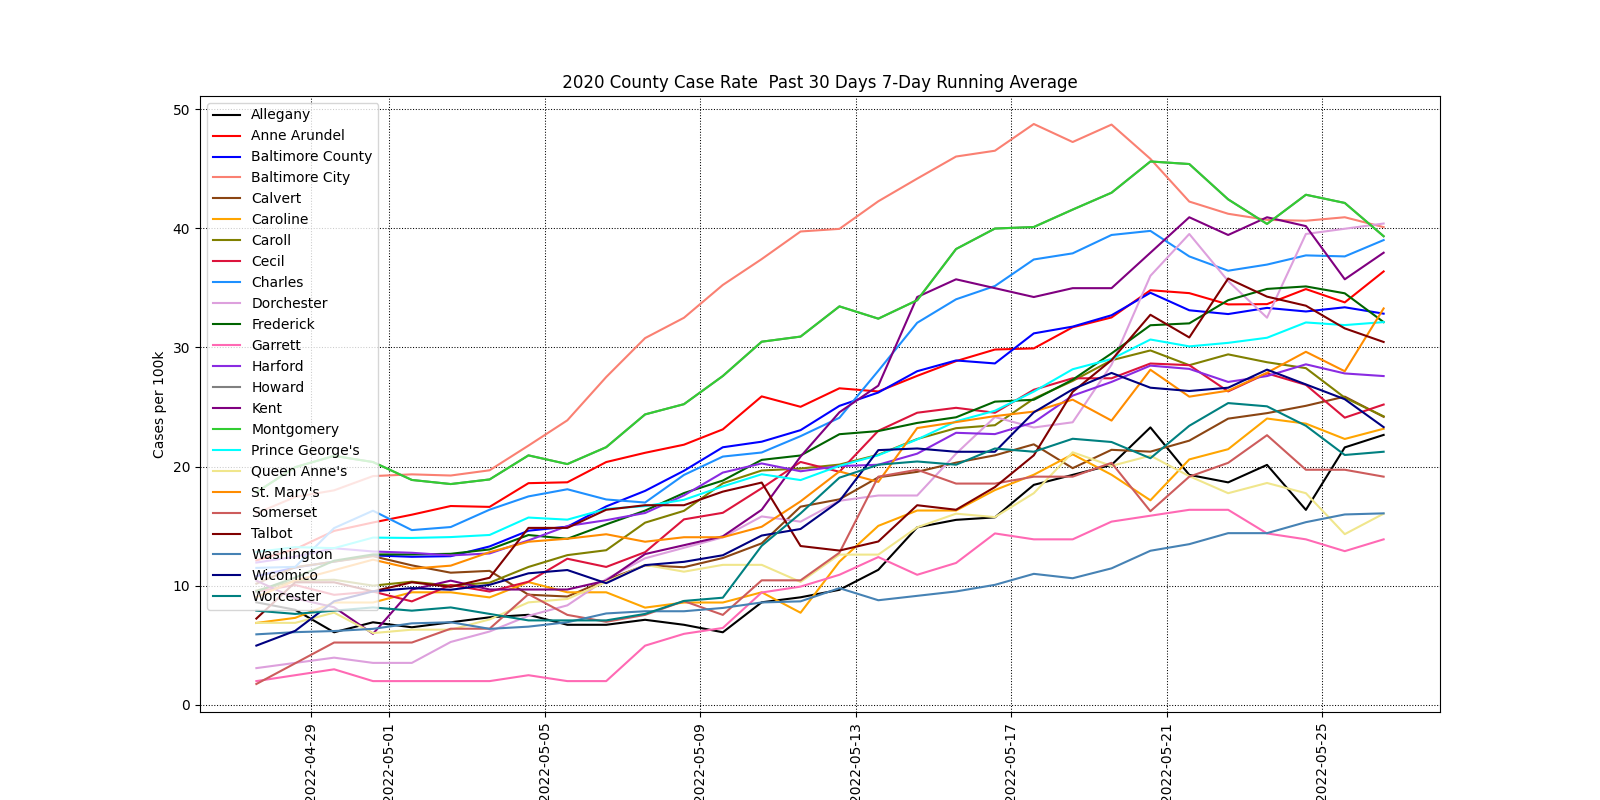 2020 County Case Rate  Past 30 Days 7-Day Running Average
Cases per 100k
50
40
30
20
10
0
Allegany
Anne Arundel
Baltimore County
Baltimore City
Calvert
Caroline
Caroll
Cecil
Charles
Dorchester
Frederick
Garrett
Harford
Howard
Kent
Montgomery
Prince George's
Queen Anne's
St. Mary's
Somerset
Talbot
Washington
Wicomico
Worcester
2022-04-29
2022-05-01
2022-05-05
2022-05-09
2022-05-13
2022-05-17
2022-05-21
2022-05-25